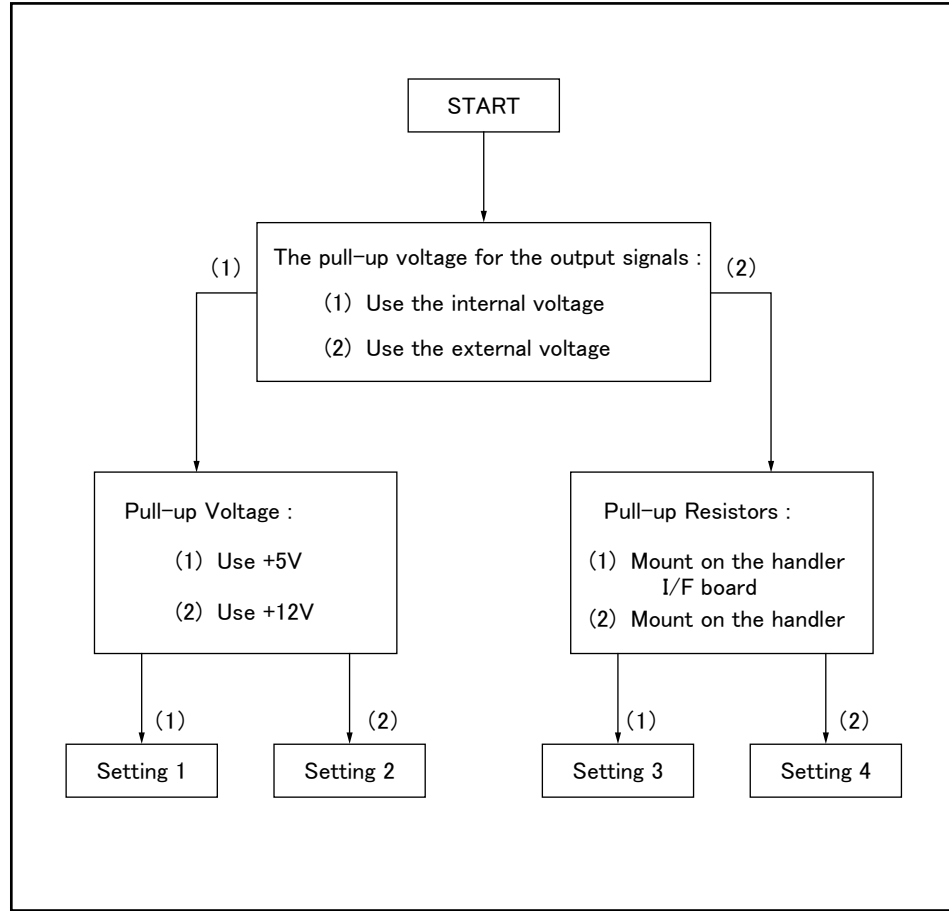 START
The pull-up voltage for the output signals :
(1)
(2)
(1) Use the internal voltage
(2) Use the external voltage
Pull-up Voltage :
(1) Use +5V
(2) Use +12V
Pull-up Resistors :
(1) Mount on the handler
I/F board
(2) Mount on the handler
(1)
(2)
(1)
(2)
Setting 1
Setting 2
Setting 3
Setting 4